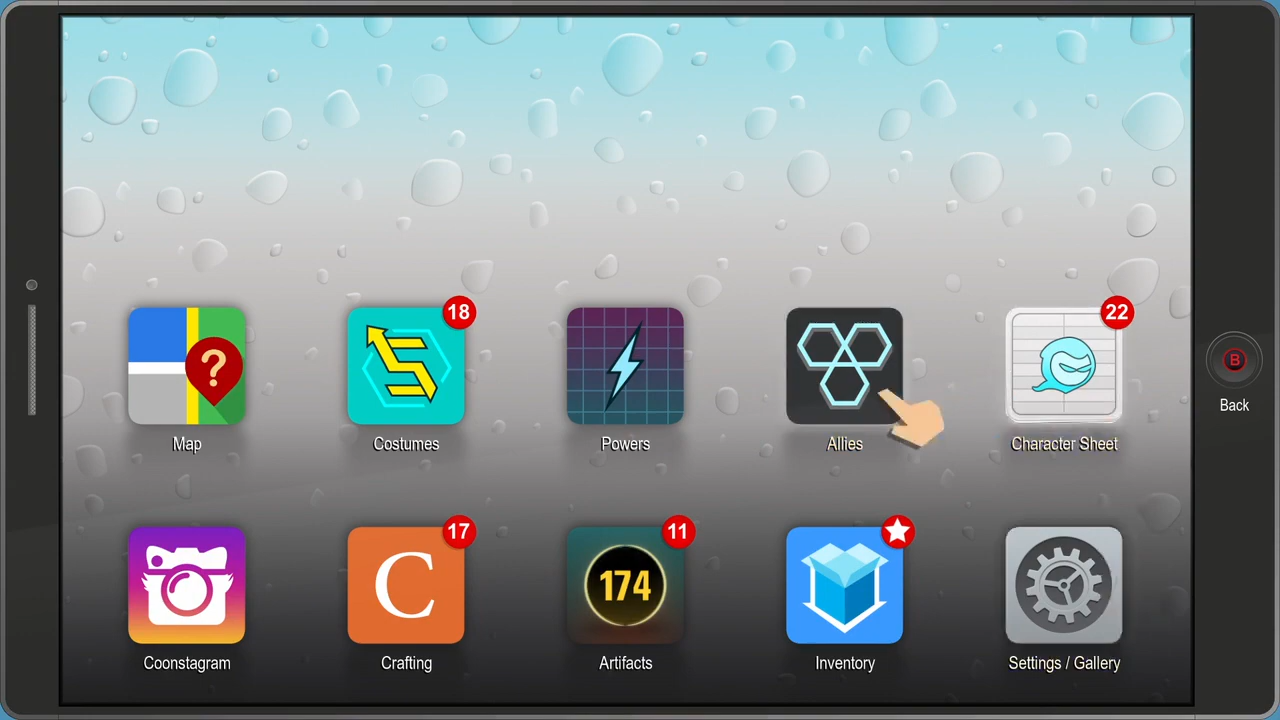 18
22
?
B
Back
Map
Costumes
Powers
Allies
Character Sheet
17
11
C
174
Coonstagram
Crafting
Artifacts
Inventory
Settings / Gallery